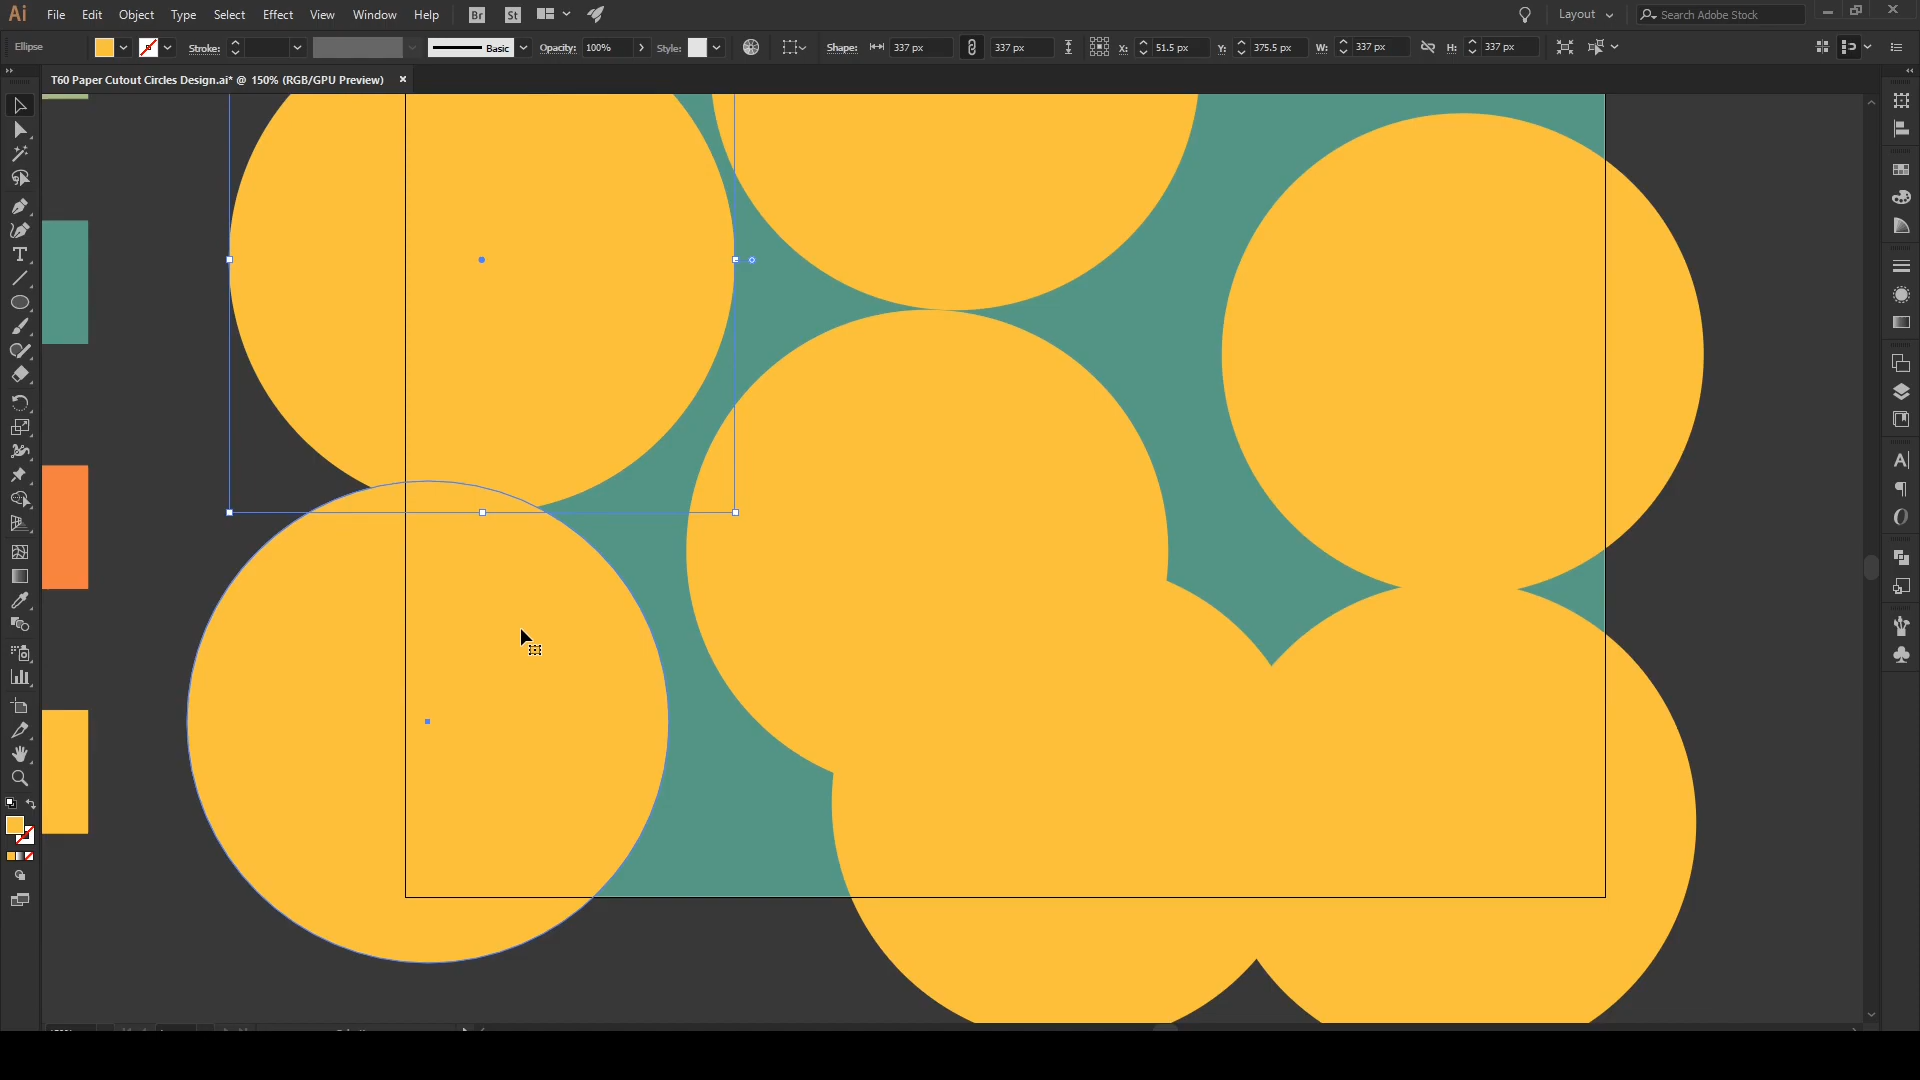 Ai File Edit Object Type Select Effect View Window Help Br St Layout Search Adobe Stock
Ellipse Stroke: Basic Opacity: 100% Style: Shape: 337 px 337 px X: 51.5 px Y: 375.5 px W: 337 px H: 337 px
T60 Paper Cutout Circles Design.ai* @ 150% (RGB/GPU Preview)